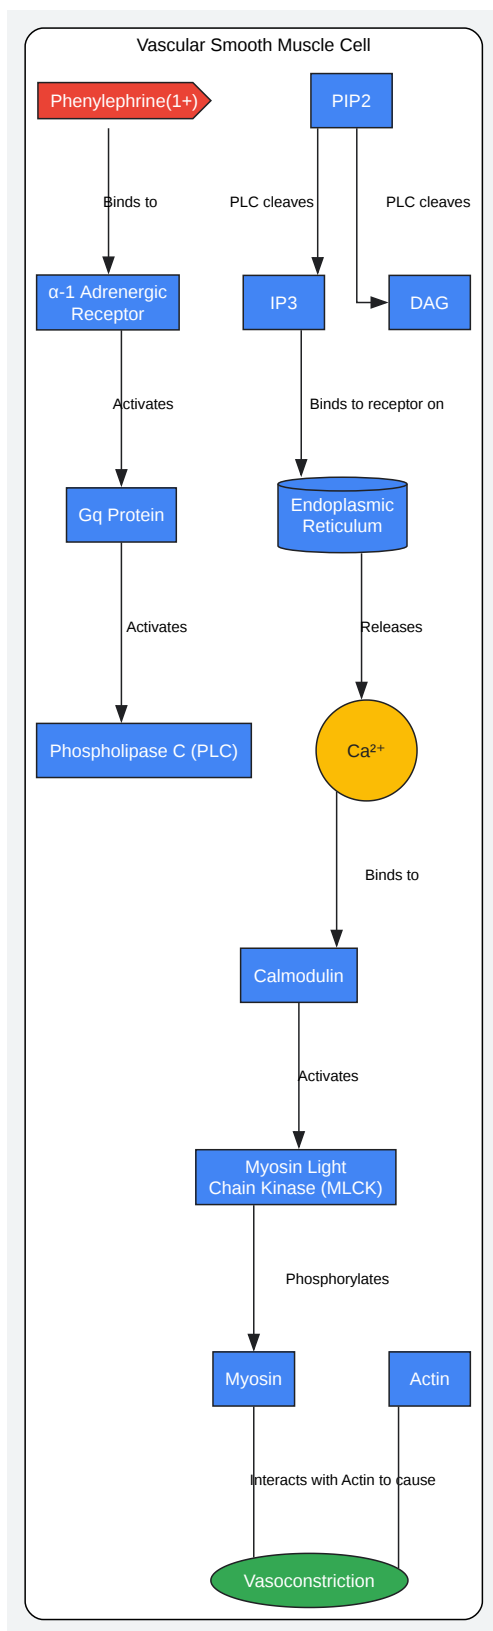 Vascular Smooth Muscle Cell
Phenylephrine(1+)
PIP2
Binds to
PLC cleaves
PLC cleaves
α-1 Adrenergic
Receptor
IP3
DAG
Activates
Binds to receptor on
Gq Protein
Endoplasmic
Reticulum
Activates
Releases
Phospholipase C (PLC)
Ca²⁺
Binds to
Calmodulin
Activates
Myosin Light
Chain Kinase (MLCK)
Phosphorylates
Myosin
Actin
Interacts with Actin to cause
Vasoconstriction